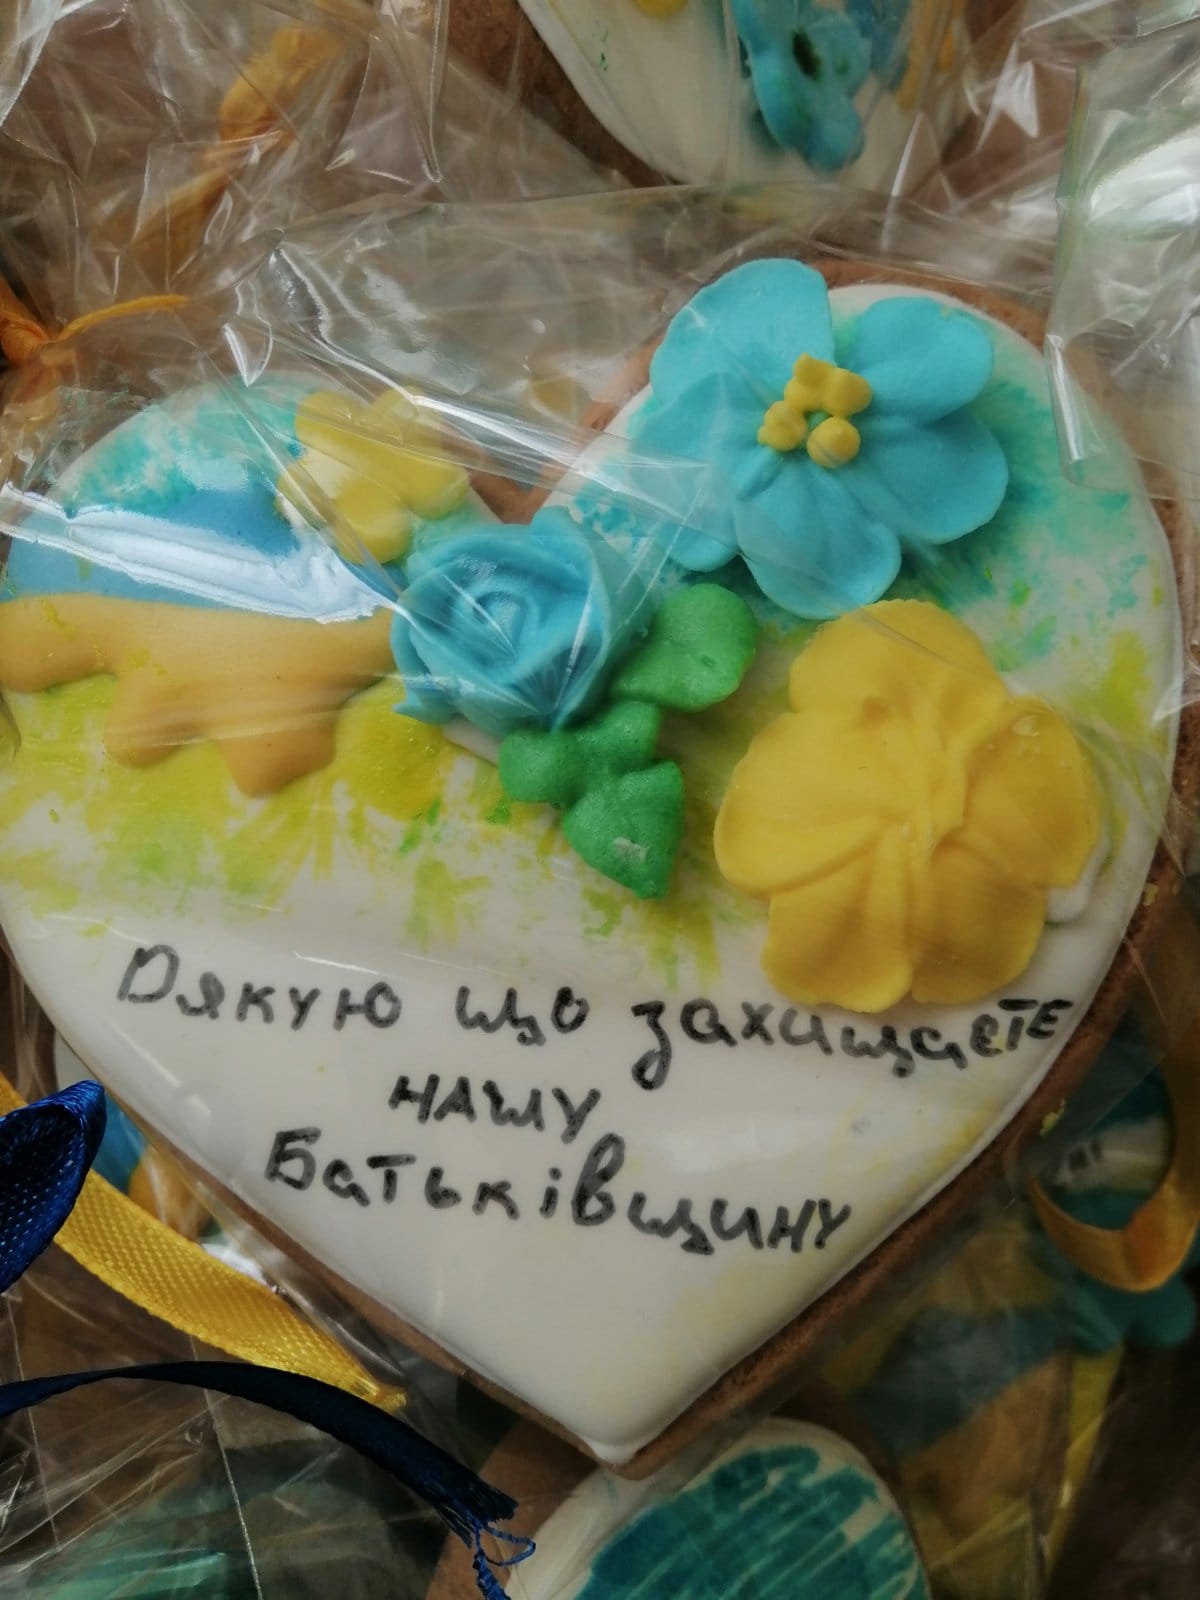 Дякую що захищаєте
нашу
Батьківщину